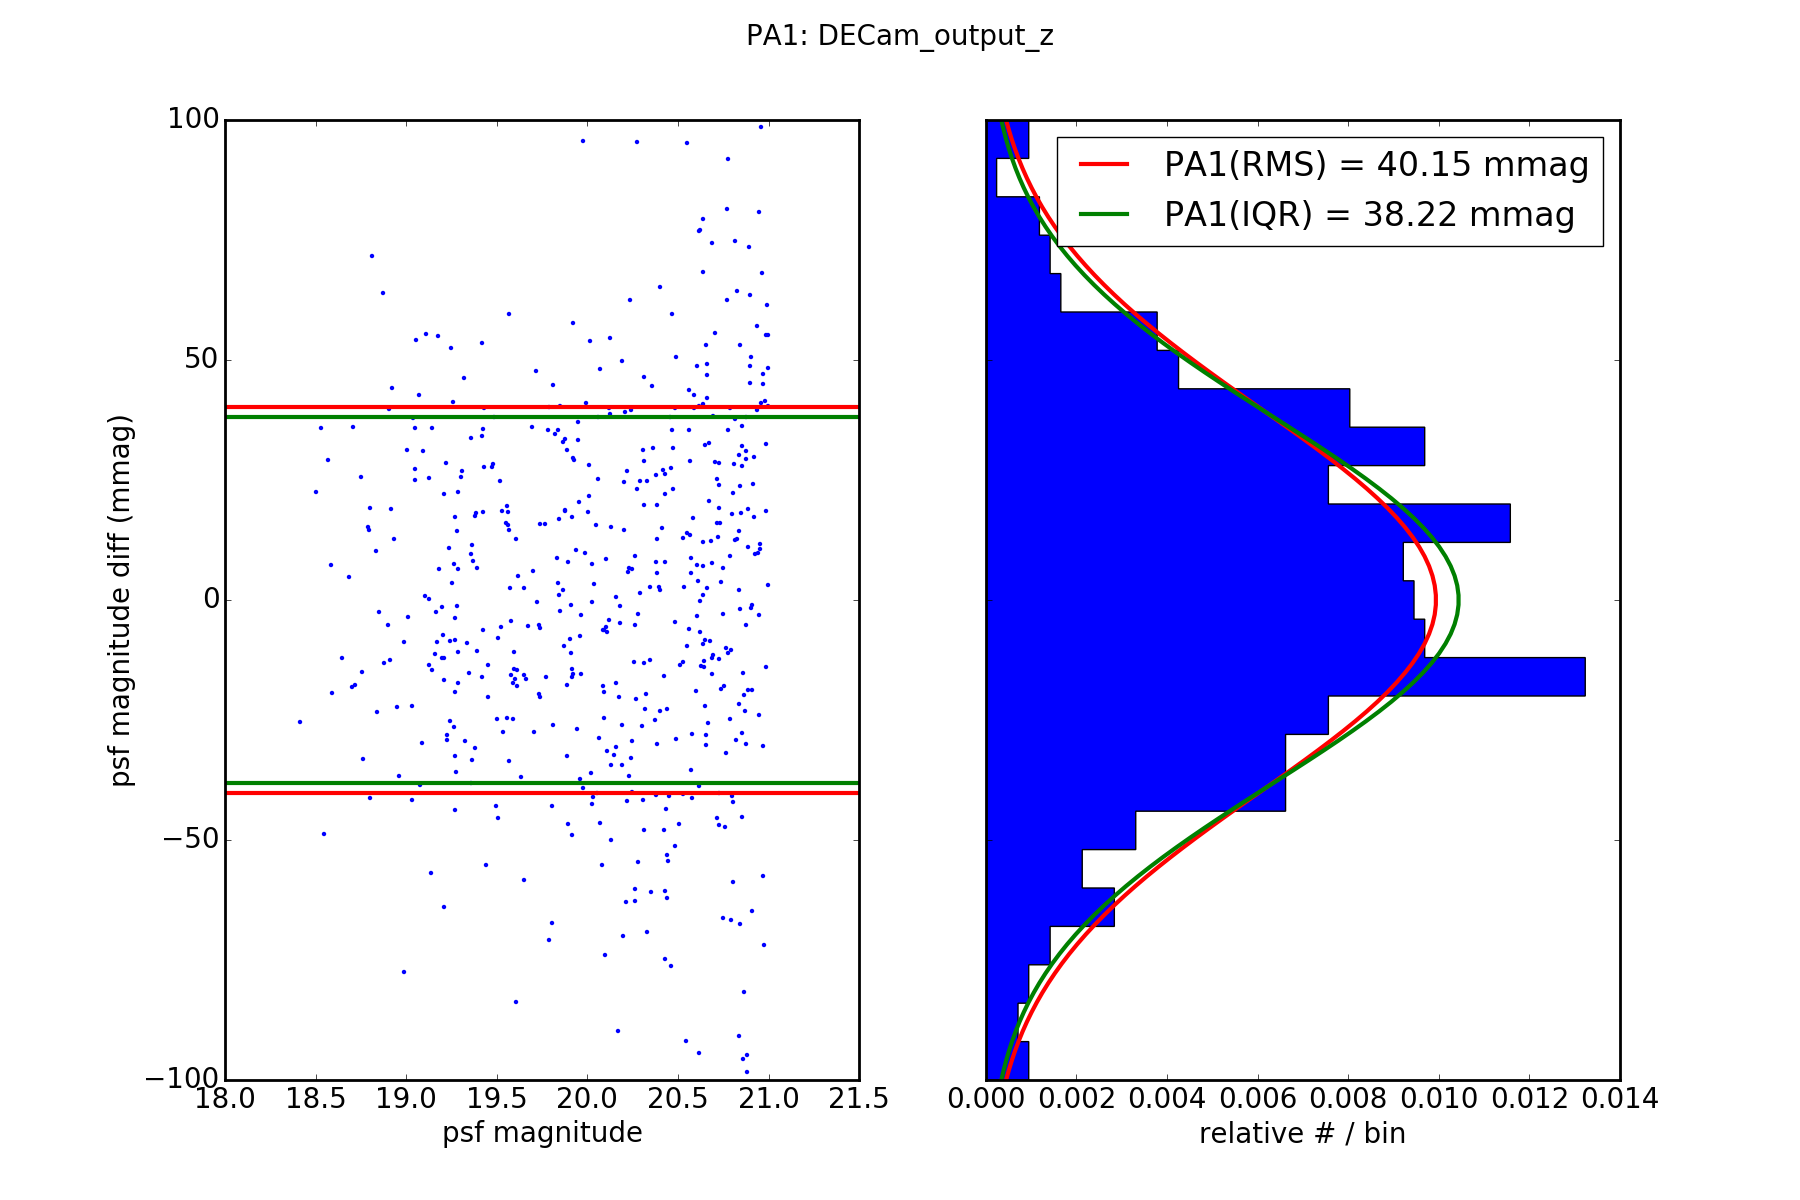 PA1: DECam_output_z
100
50
0
−50
−100
psf magnitude diff (mmag)
18.0 18.5 19.0 19.5 20.0 20.5 21.0 21.5
psf magnitude
PA1(RMS) = 40.15 mmag
PA1(IQR) = 38.22 mmag
0.000 0.002 0.004 0.006 0.008 0.010 0.012 0.014
relative # / bin